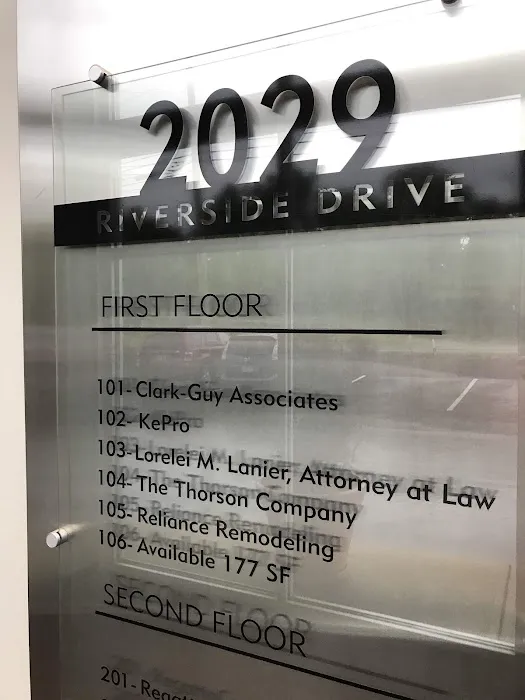 2029
RIVERSIDE DRIVE
FIRST FLOOR
101- Clark-Guy Associates
102- KePro
103- Lorelei M. Lanier, Attorney at Law
104- The Thorson Company
105- Reliance Remodeling
106- Available 177 SF
SECOND FLOOR
201-